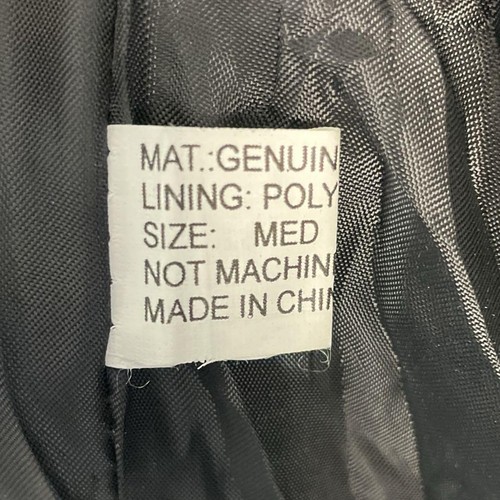 MAT.:GENUIN
LINING: POLY
SIZE: MED
NOT MACHIN
MADE IN CHIN